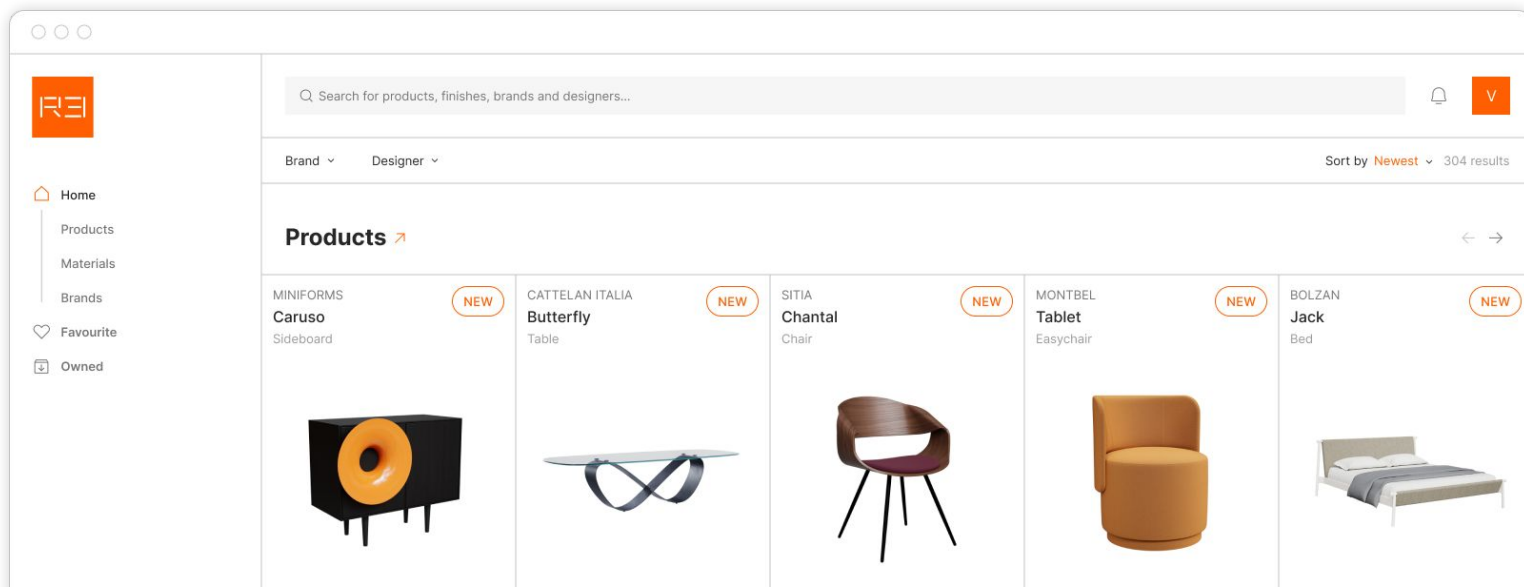 REI
Search for products, finishes, brands and designers...
V
Brand
Designer
Sort by Newest
304 results
Home
Products
Materials
Brands
Favourite
Owned
Products
MINIFORMS
NEW
Caruso
Sideboard
CATTELAN ITALIA
NEW
Butterfly
Table
SITIA
NEW
Chantal
Chair
MONTBEL
NEW
Tablet
Easychair
BOLZAN
NEW
Jack
Bed